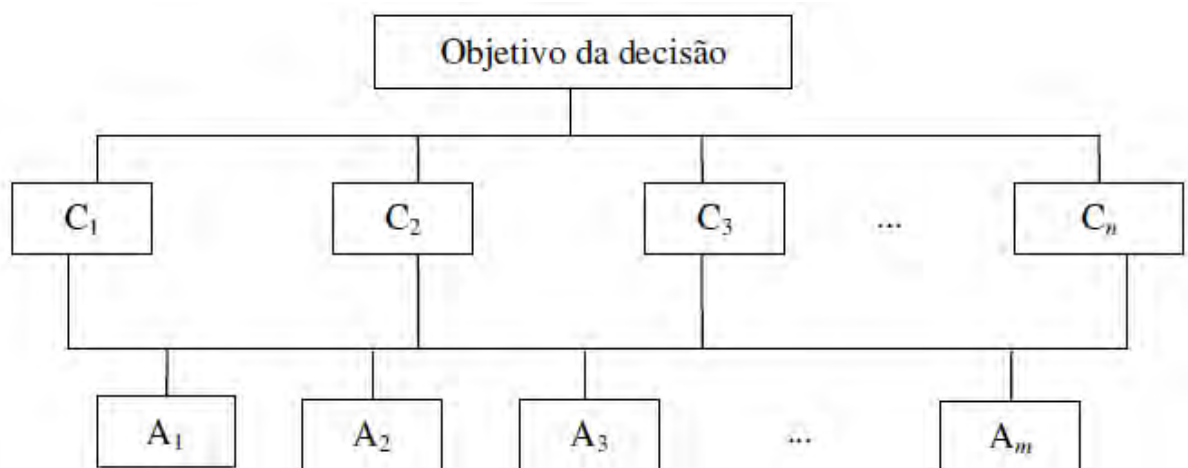 Objetivo da decisão
C₁ C₂ C₃ ... Cₙ
A₁ A₂ A₃ ... Aₘ